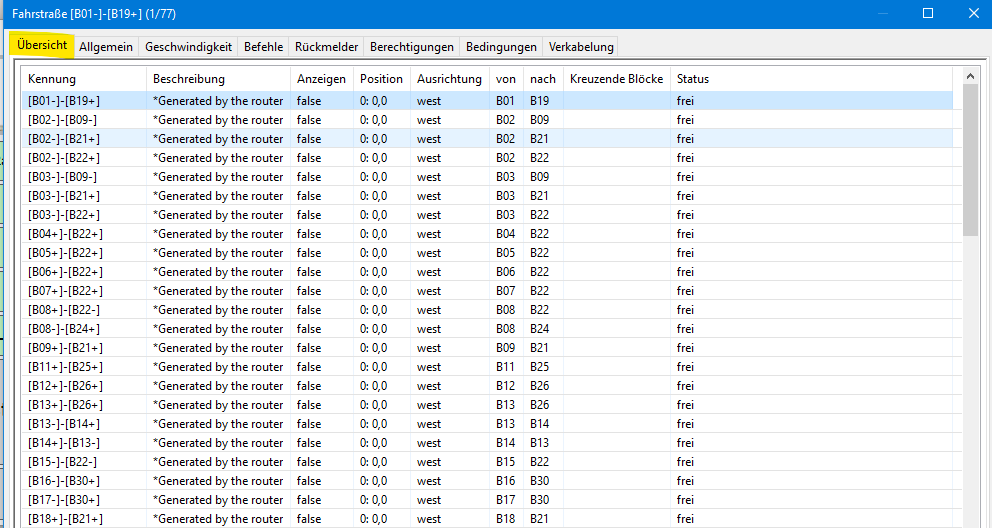 Fahrstraße [B01-]-[B19+] (1/77)
Übersicht Allgemein Geschwindigkeit Befehle Rückmelder Berechtigungen Bedingungen Verkabelung
Kennung Beschreibung Anzeigen Position Ausrichtung von nach Kreuzende Blöcke Status
[B01-]-[B19+] *Generated by the router false 0: 0,0 west B01 B19 frei
[B02-]-[B09-] *Generated by the router false 0: 0,0 west B02 B09 frei
[B02-]-[B21+] *Generated by the router false 0: 0,0 west B02 B21 frei
[B02-]-[B22+] *Generated by the router false 0: 0,0 west B02 B22 frei
[B03-]-[B09-] *Generated by the router false 0: 0,0 west B03 B09 frei
[B03-]-[B21+] *Generated by the router false 0: 0,0 west B03 B21 frei
[B03-]-[B22+] *Generated by the router false 0: 0,0 west B03 B22 frei
[B04+]-[B22+] *Generated by the router false 0: 0,0 west B04 B22 frei
[B05+]-[B22+] *Generated by the router false 0: 0,0 west B05 B22 frei
[B06+]-[B22+] *Generated by the router false 0: 0,0 west B06 B22 frei
[B07+]-[B22+] *Generated by the router false 0: 0,0 west B07 B22 frei
[B08+]-[B22-] *Generated by the router false 0: 0,0 west B08 B22 frei
[B08-]-[B24+] *Generated by the router false 0: 0,0 west B08 B24 frei
[B09+]-[B21+] *Generated by the router false 0: 0,0 west B09 B21 frei
[B11+]-[B25+] *Generated by the router false 0: 0,0 west B11 B25 frei
[B12+]-[B26+] *Generated by the router false 0: 0,0 west B12 B26 frei
[B13+]-[B26+] *Generated by the router false 0: 0,0 west B13 B26 frei
[B13-]-[B14+] *Generated by the router false 0: 0,0 west B13 B14 frei
[B14+]-[B13-] *Generated by the router false 0: 0,0 west B14 B13 frei
[B15-]-[B22-] *Generated by the router false 0: 0,0 west B15 B22 frei
[B16-]-[B30+] *Generated by the router false 0: 0,0 west B16 B30 frei
[B17-]-[B30+] *Generated by the router false 0: 0,0 west B17 B30 frei
[B18+]-[B21+] *Generated by the router false 0: 0,0 west B18 B21 frei